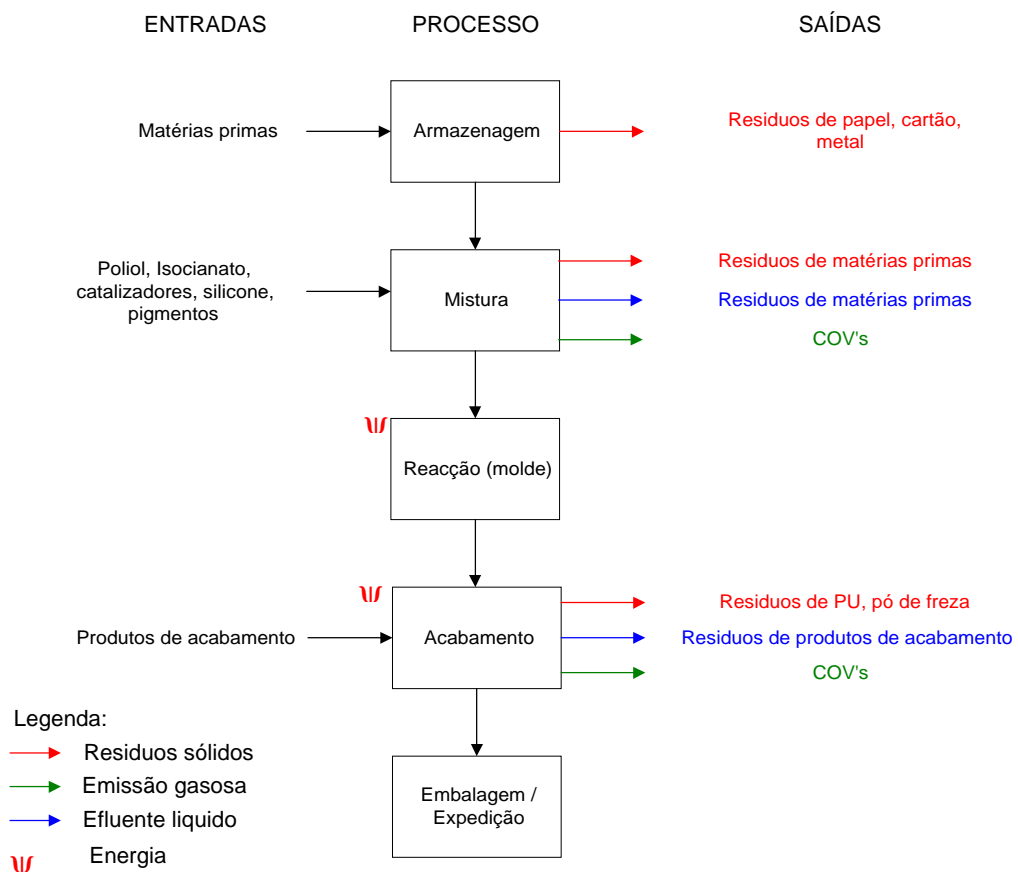 ENTRADAS
PROCESSO
SAÍDAS
Matérias primas
Armazenagem
Residuos de papel, cartão,
metal
Poliol, Isocianato,
catalizadores, silicone,
pigmentos
Mistura
Residuos de matérias primas
Residuos de matérias primas
COV's
Reacção (molde)
Produtos de acabamento
Acabamento
Residuos de PU, pó de freza
Residuos de produtos de acabamento
COV's
Embalagem /
Expedição
Legenda:
Residuos sólidos
Emissão gasosa
Efluente liquido
Energia